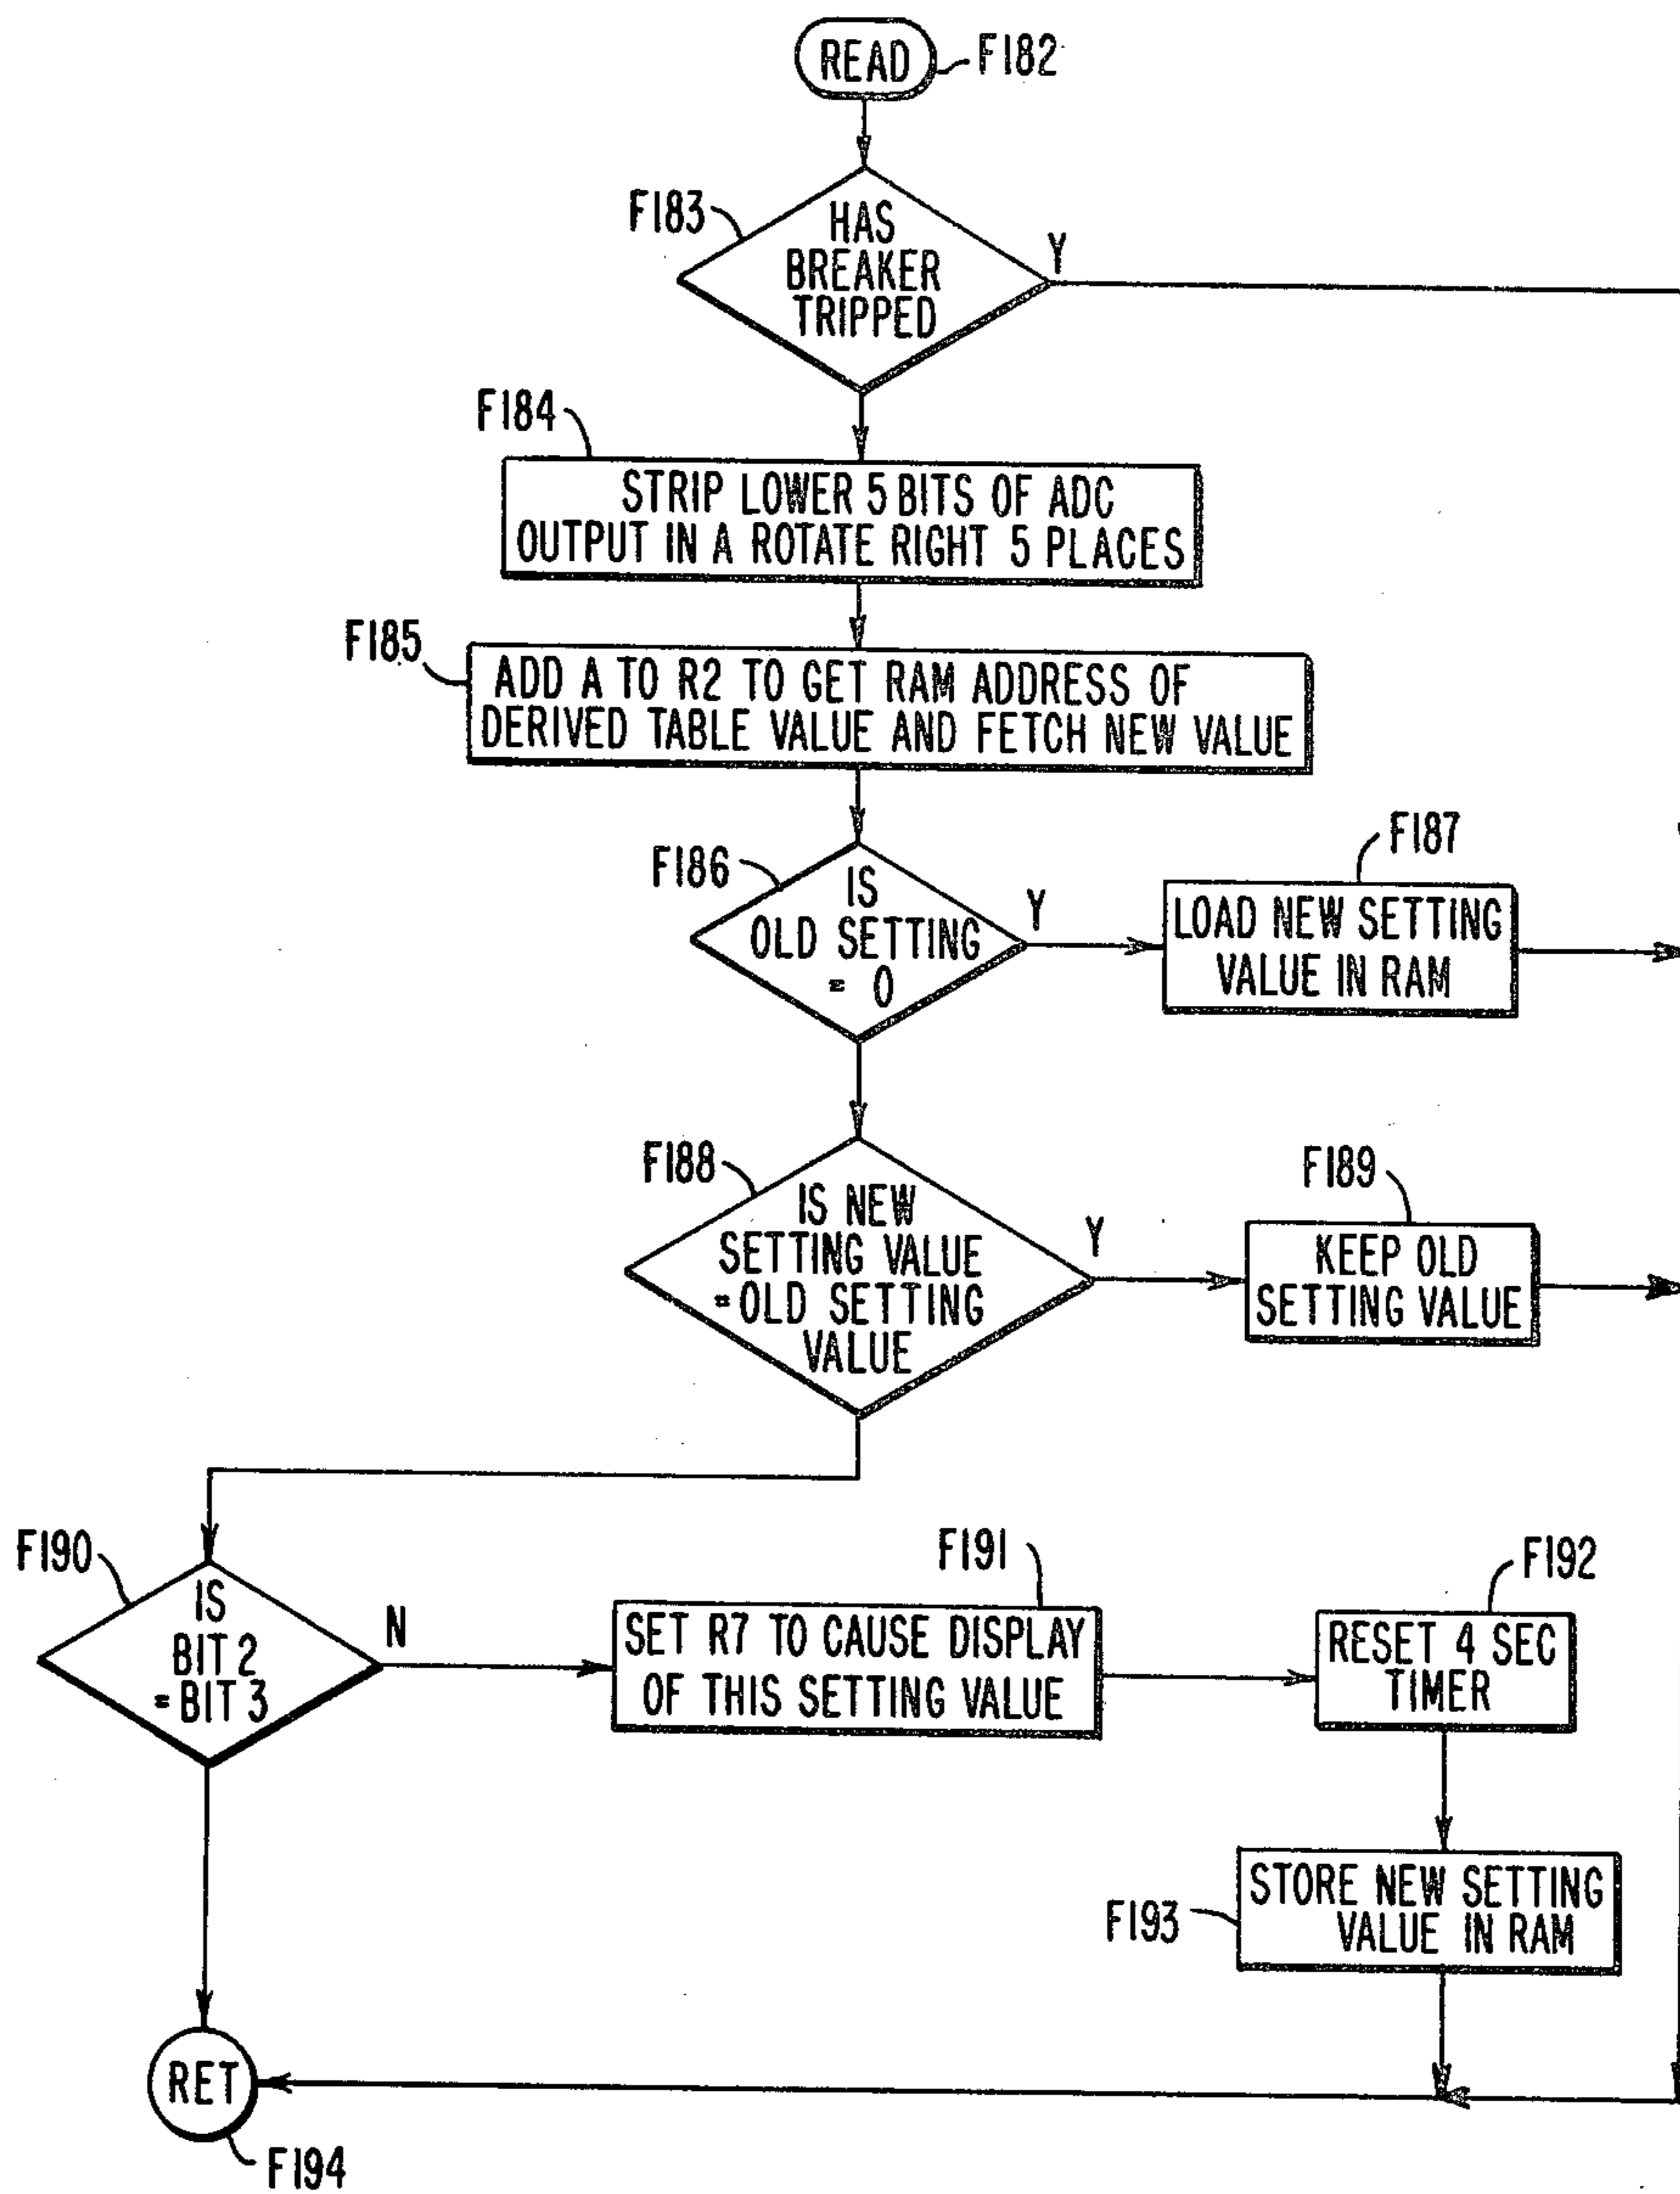 READ
F182
F183
HAS
BREAKER
TRIPPED
Y
F184
STRIP LOWER 5 BITS OF ADC
OUTPUT IN A ROTATE RIGHT 5 PLACES
F185
ADD A TO R2 TO GET RAM ADDRESS OF
DERIVED TABLE VALUE AND FETCH NEW VALUE
F186
IS
OLD SETTING
= 0
Y
F187
LOAD NEW SETTING
VALUE IN RAM
F188
IS NEW
SETTING VALUE
=OLD SETTING
VALUE
Y
F189
KEEP OLD
SETTING VALUE
F190
IS
BIT 2
=BIT 3
N
F191
SET R7 TO CAUSE DISPLAY
OF THIS SETTING VALUE
F192
RESET 4 SEC
TIMER
F193
STORE NEW SETTING
VALUE IN RAM
RET
F194